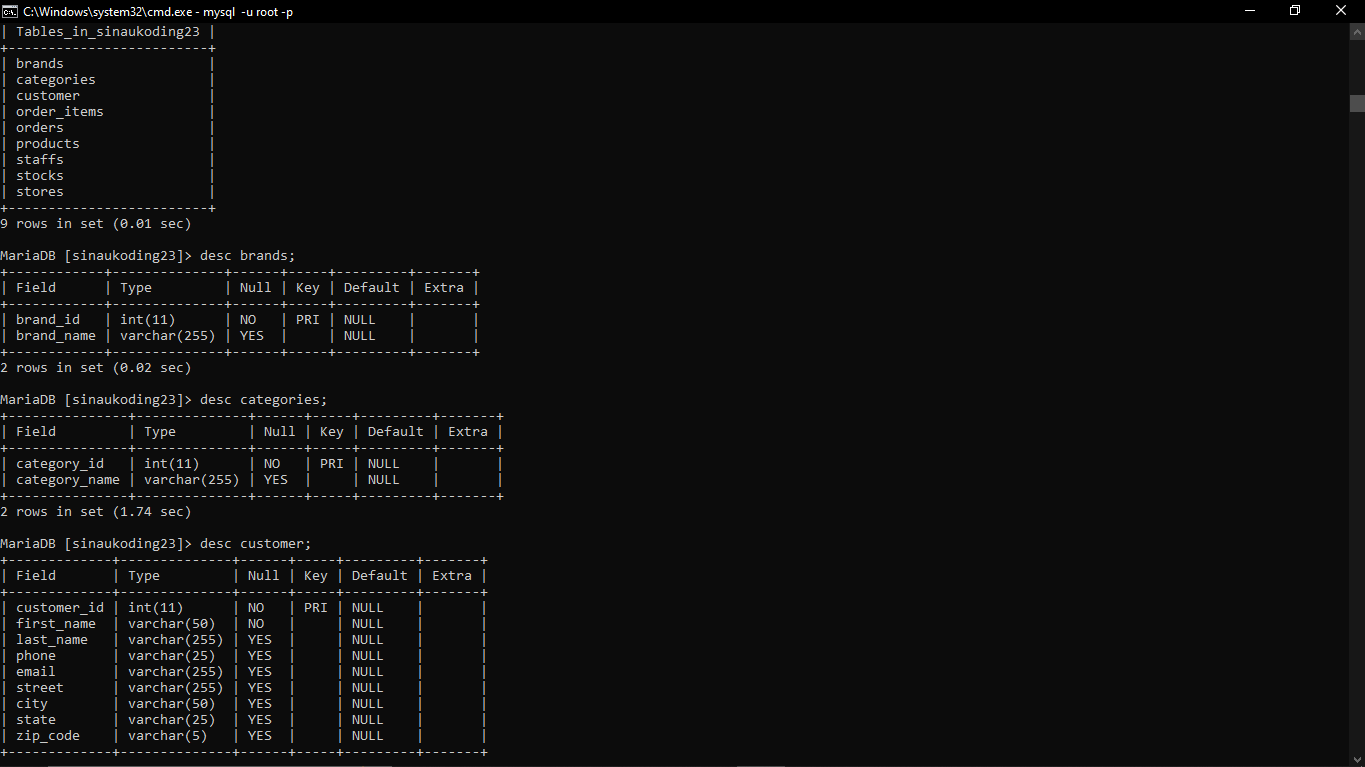 C:\Windows\system32\cmd.exe - mysql  -u root -p
| Tables_in_sinaukoding23 |
+-------------------------+
| brands                  |
| categories              |
| customer                |
| order_items             |
| orders                  |
| products                |
| staffs                  |
| stocks                  |
| stores                  |
+-------------------------+
9 rows in set (0.01 sec)

MariaDB [sinaukoding23]> desc brands;
+------------+--------------+------+-----+---------+-------+
| Field      | Type         | Null | Key | Default | Extra |
+------------+--------------+------+-----+---------+-------+
| brand_id   | int(11)      | NO   | PRI | NULL    |       |
| brand_name | varchar(255) | YES  |     | NULL    |       |
+------------+--------------+------+-----+---------+-------+
2 rows in set (0.02 sec)

MariaDB [sinaukoding23]> desc categories;
+---------------+--------------+------+-----+---------+-------+
| Field         | Type         | Null | Key | Default | Extra |
+---------------+--------------+------+-----+---------+-------+
| category_id   | int(11)      | NO   | PRI | NULL    |       |
| category_name | varchar(255) | YES  |     | NULL    |       |
+---------------+--------------+------+-----+---------+-------+
2 rows in set (1.74 sec)

MariaDB [sinaukoding23]> desc customer;
+-------------+--------------+------+-----+---------+-------+
| Field       | Type         | Null | Key | Default | Extra |
+-------------+--------------+------+-----+---------+-------+
| customer_id | int(11)      | NO   | PRI | NULL    |       |
| first_name  | varchar(50)  | NO   |     | NULL    |       |
| last_name   | varchar(255) | YES  |     | NULL    |       |
| phone       | varchar(25)  | YES  |     | NULL    |       |
| email       | varchar(255) | YES  |     | NULL    |       |
| street      | varchar(255) | YES  |     | NULL    |       |
| city        | varchar(50)  | YES  |     | NULL    |       |
| state       | varchar(25)  | YES  |     | NULL    |       |
| zip_code    | varchar(5)   | YES  |     | NULL    |       |
+-------------+--------------+------+-----+---------+-------+